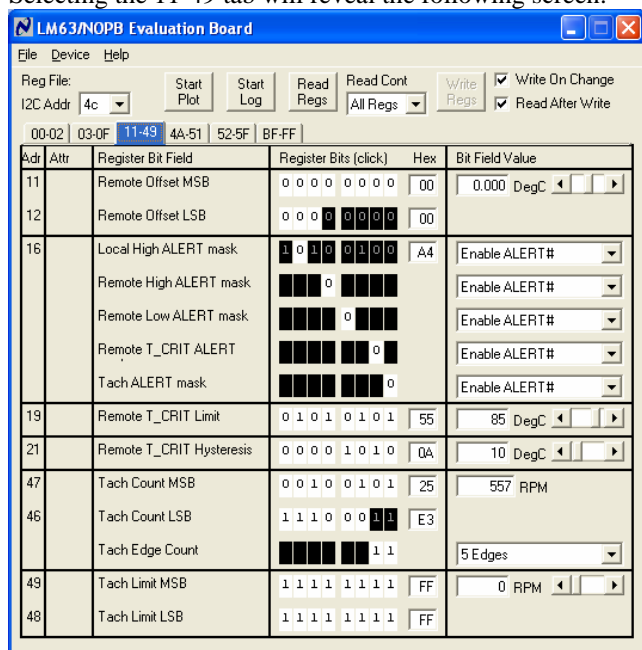 Selecting the 11-49 tab will reveal the following screen:
LM63/NOPB Evaluation Board
File Device Help
Reg File:
I2C Addr 4c
Start Plot
Start Log
Read Regs
Read Cont
All Regs
Write Regs
Write On Change
Read After Write
00-02 03-0F 11-49 4A-51 52-5F BF-FF
Adr Attr Register Bit Field Register Bits (click) Hex Bit Field Value
11 Remote Offset MSB 0 0 0 0 0 0 0 0 00 0.000 DegC
12 Remote Offset LSB 0 0 0 0 0 0 0 0 00
16 Local High ALERT mask 1 0 1 0 0 1 0 0 A4 Enable ALERT#
Remote High ALERT mask 0 Enable ALERT#
Remote Low ALERT mask 0 Enable ALERT#
Remote T_CRIT ALERT 0 Enable ALERT#
Tach ALERT mask 0 Enable ALERT#
19 Remote T_CRIT Limit 0 1 0 1 0 1 0 1 55 85 DegC
21 Remote T_CRIT Hysteresis 0 0 0 0 1 0 1 0 0A 10 DegC
47 Tach Count MSB 0 0 1 0 0 1 0 1 25 557 RPM
46 Tach Count LSB 1 1 1 0 0 0 1 1 E3
Tach Edge Count 1 1 5 Edges
49 Tach Limit MSB 1 1 1 1 1 1 1 1 FF 0 RPM
48 Tach Limit LSB 1 1 1 1 1 1 1 1 FF